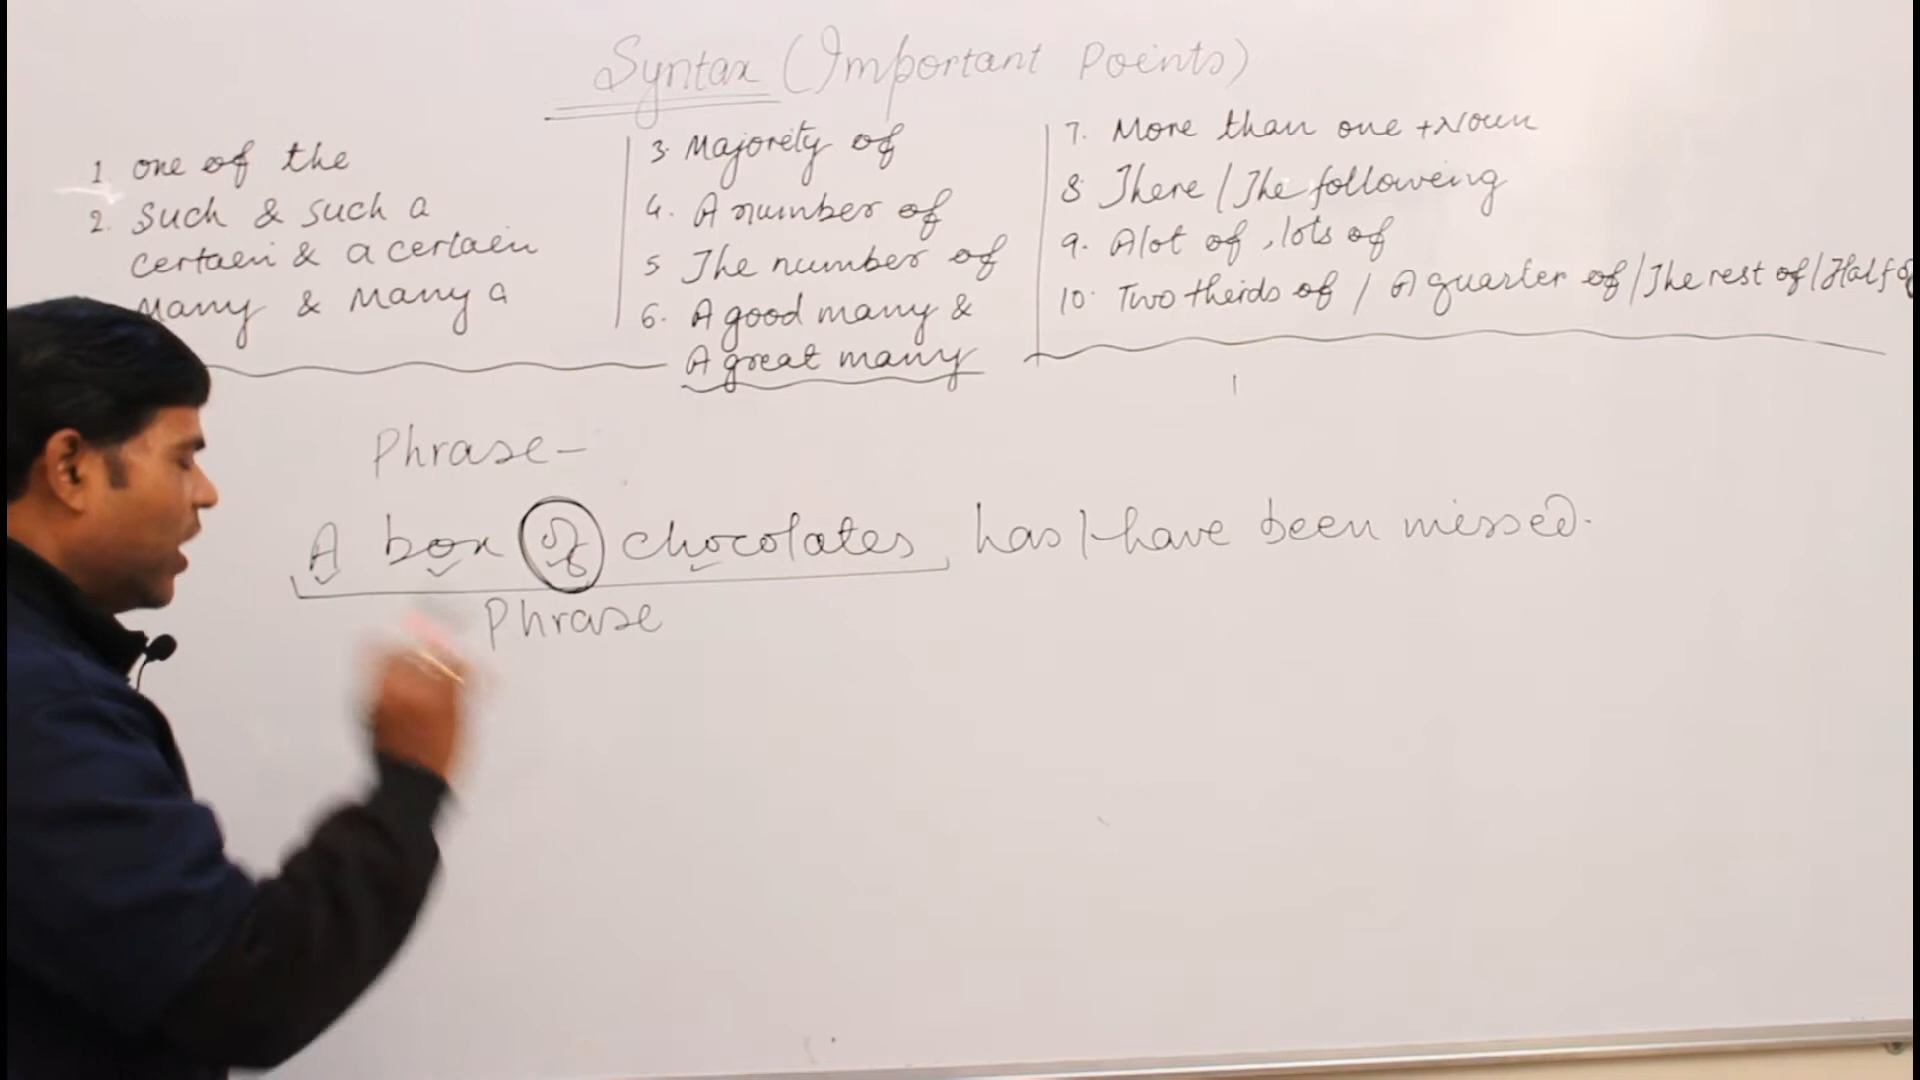 Syntax (Important Points)
1. one of the
2. Such & such a
certain & a certain
Many & Many a
3. Majority of
4. A number of
5 The number of
6. A good many &
A great many
7. More than one + Noun
8 There / The following
9. A lot of , lots of
10. Two thirds of / A quarter of / The rest of / Half of
Phrase -
A box of chocolates has / have been missed.
Phrase